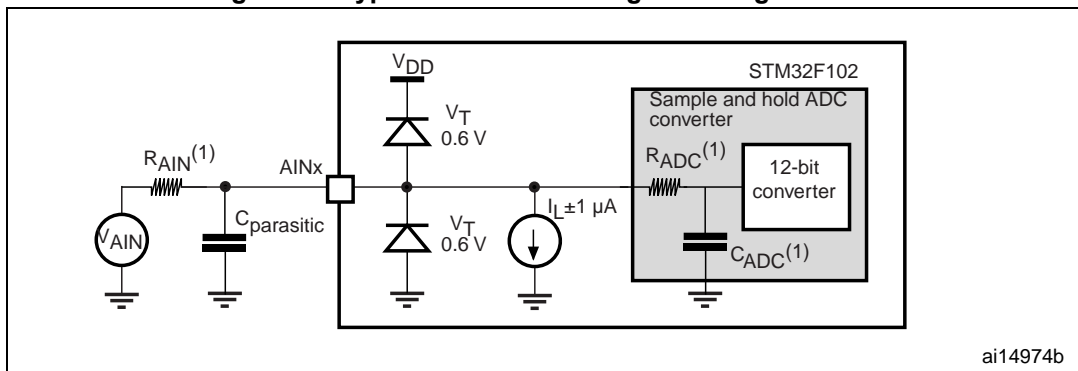 V_DD
STM32F102
Sample and hold ADC
converter
V_T
0.6 V
R_AIN(1)
AINx
R_ADC(1)
12-bit
converter
V_AIN
C_parasitic
V_T
0.6 V
I_L±1 µA
C_ADC(1)
ai14974b